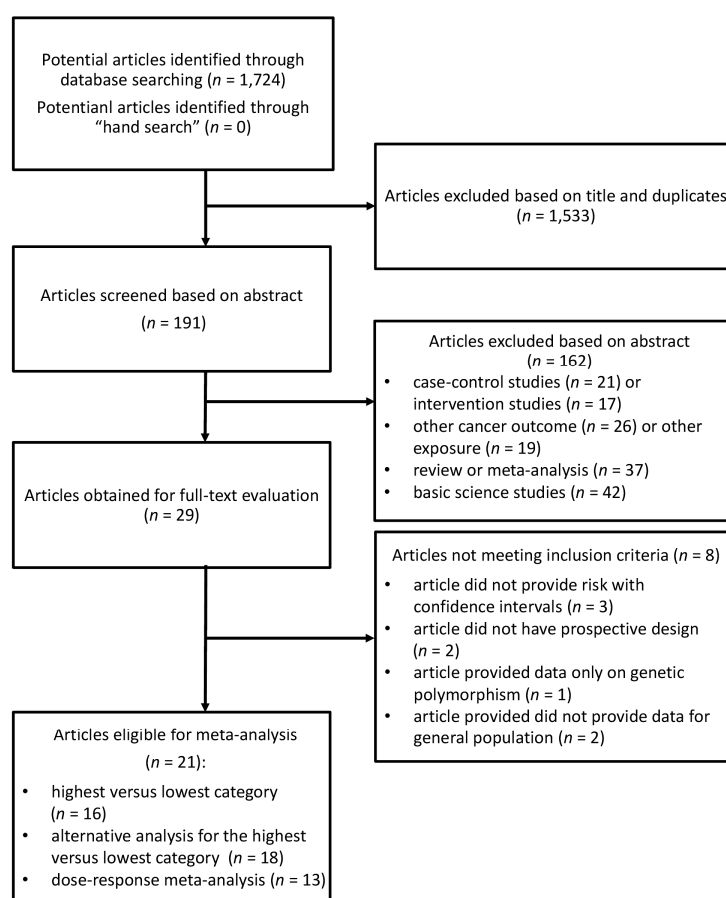 Potential articles identified through
database searching (n = 1,724)
Potentianl articles identified through
“hand search” (n = 0)
Articles excluded based on title and duplicates
(n = 1,533)
Articles screened based on abstract
(n = 191)
Articles excluded based on abstract
(n = 162)
• case-control studies (n = 21) or
intervention studies (n = 17)
• other cancer outcome (n = 26) or other
exposure (n = 19)
• review or meta-analysis (n = 37)
• basic science studies (n = 42)
Articles obtained for full-text evaluation
(n = 29)
Articles not meeting inclusion criteria (n = 8)
• article did not provide risk with
confidence intervals (n = 3)
• article did not have prospective design
(n = 2)
• article provided data only on genetic
polymorphism (n = 1)
• article provided did not provide data for
general population (n = 2)
Articles eligible for meta-analysis
(n = 21):
• highest versus lowest category
(n = 16)
• alternative analysis for the highest
versus lowest category (n = 18)
• dose-response meta-analysis (n = 13)